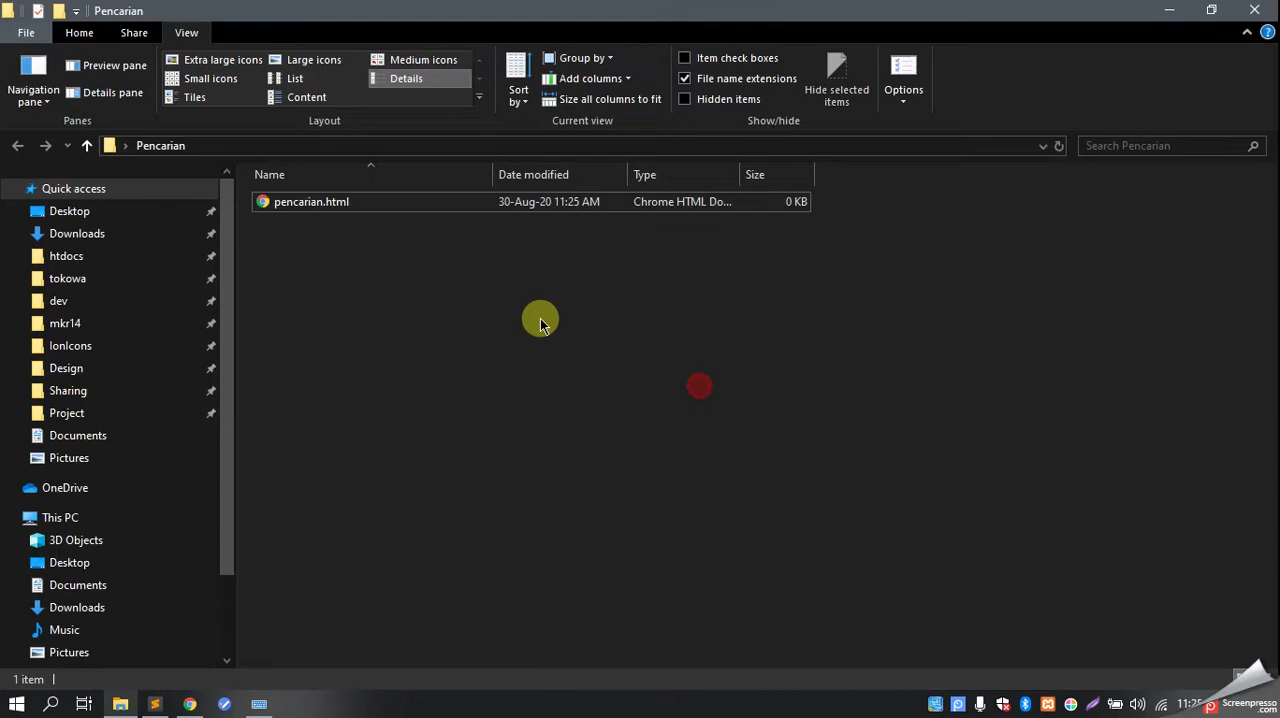 Pencarian
File Home Share View
Navigation pane
Preview pane
Details pane
Panes
Extra large icons Large icons Medium icons
Small icons List Details
Tiles Content
Layout
Sort by
Group by
Add columns
Size all columns to fit
Current view
Item check boxes
File name extensions
Hidden items
Hide selected items
Show/hide
Options
Pencarian
Search Pencarian
Name Date modified Type Size
pencarian.html 30-Aug-20 11:25 AM Chrome HTML Do... 0 KB
Quick access
Desktop
Downloads
htdocs
tokowa
dev
mkr14
IonIcons
Design
Sharing
Project
Documents
Pictures
OneDrive
This PC
3D Objects
Desktop
Documents
Downloads
Music
Pictures
1 item
11:25
Screenpresso
.com